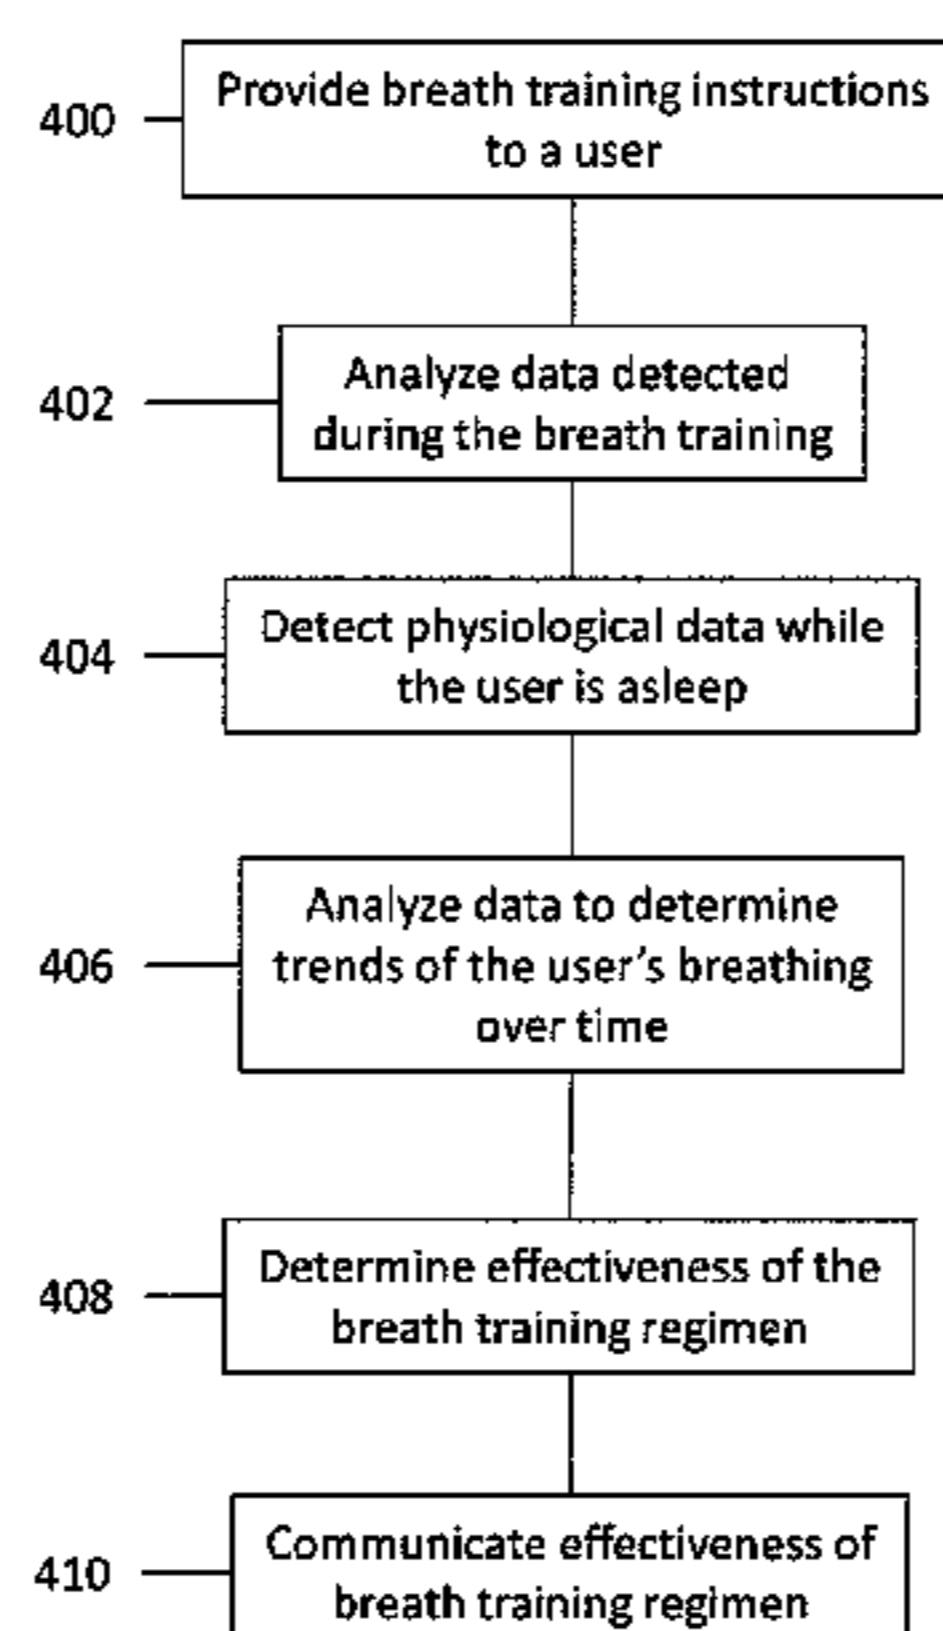 Provide breath training instructions
400
to a user
Analyze data detected
402
during the breath training
Detect physiological data while
404
the user is asleep
Analyze data to determine
406
trends of the user's breathing
over time
Determine effectiveness of the
408
breath training regimen
Communicate effectiveness of
410
breath training regimen